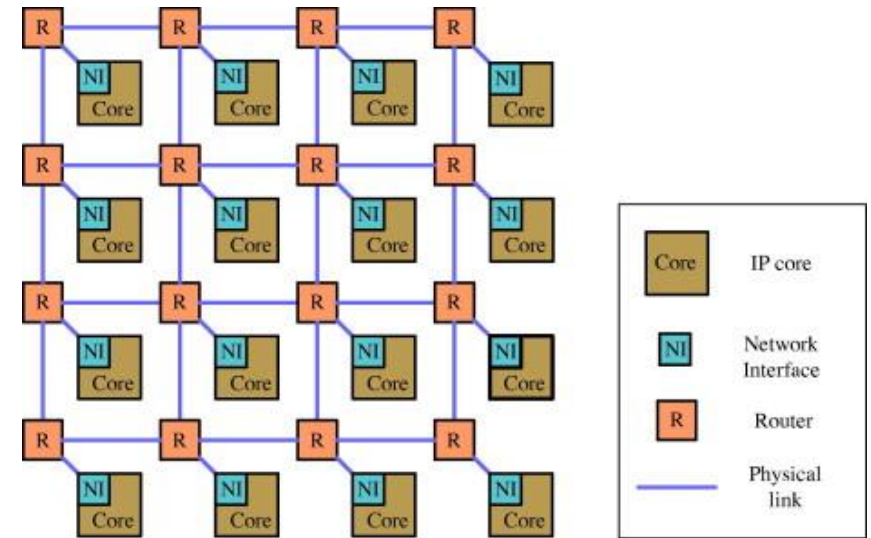 R R R R
NI NI NI NI
Core Core Core Core
R R R R
NI NI NI NI
Core Core Core Core
R R R R
NI NI NI NI
Core Core Core Core
R R R R
NI NI NI NI
Core Core Core Core
Core IP core
NI Network
Interface
R Router
Physical
link